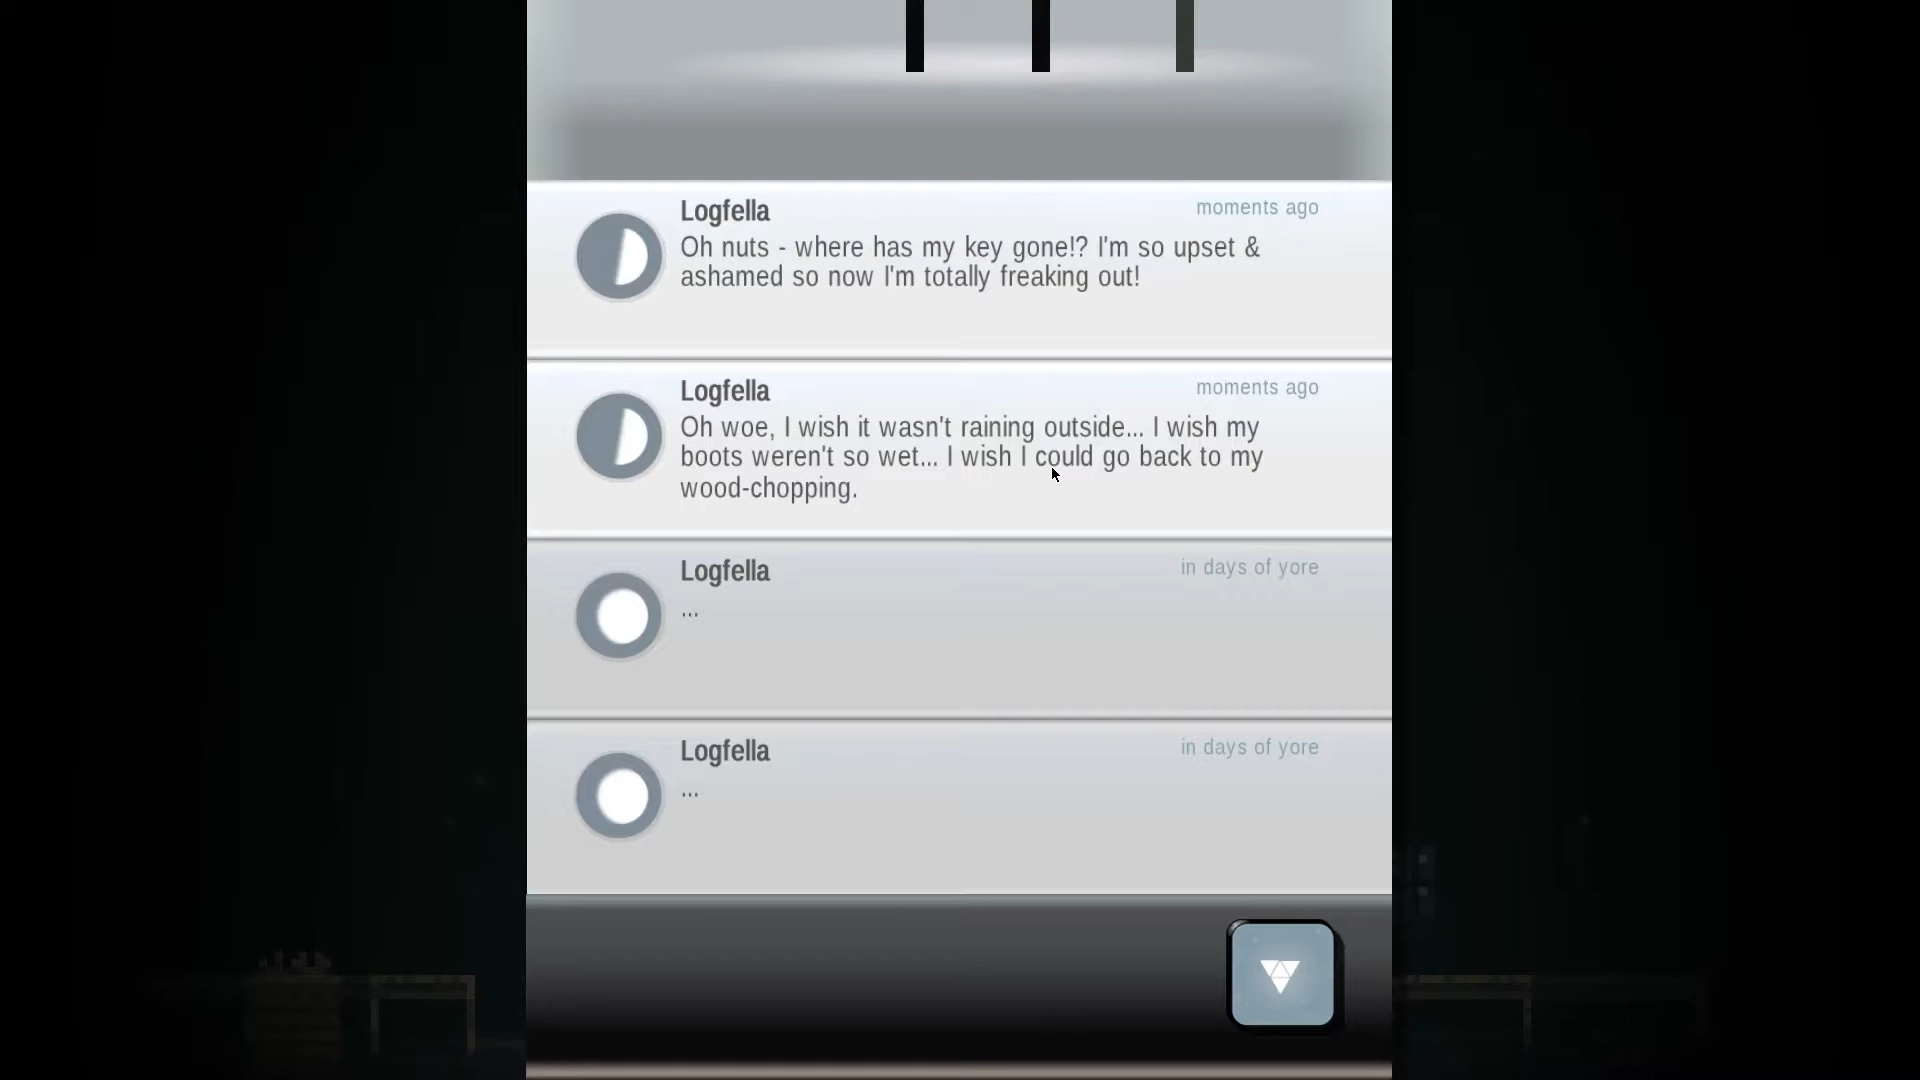 Logfella
moments ago
Oh nuts - where has my key gone!? I'm so upset &
ashamed so now I'm totally freaking out!
Logfella
moments ago
Oh woe, I wish it wasn't raining outside... I wish my
boots weren't so wet... I wish I could go back to my
wood-chopping.
Logfella
in days of yore
...
Logfella
in days of yore
...